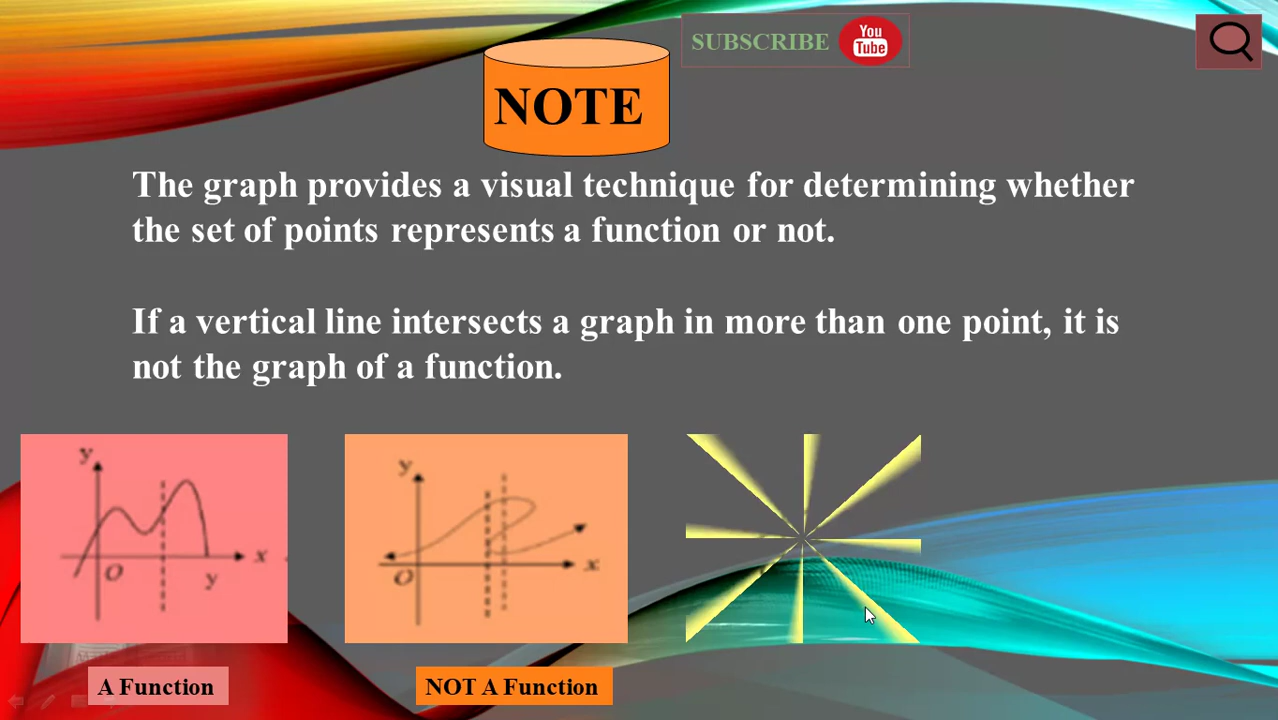 SUBSCRIBE You
Tube
NOTE
The graph provides a visual technique for determining whether
the set of points represents a function or not.
If a vertical line intersects a graph in more than one point, it is
not the graph of a function.
y
O
x
y
y
O
x
A Function
NOT A Function